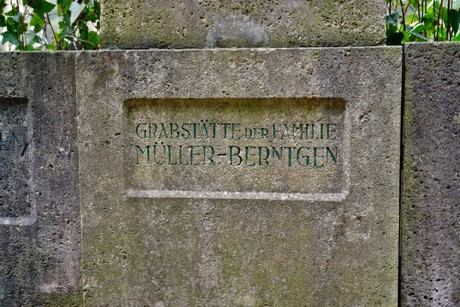 GRABSTÄTTE DER FAMILIE
MÜLLER-BERNTGEN